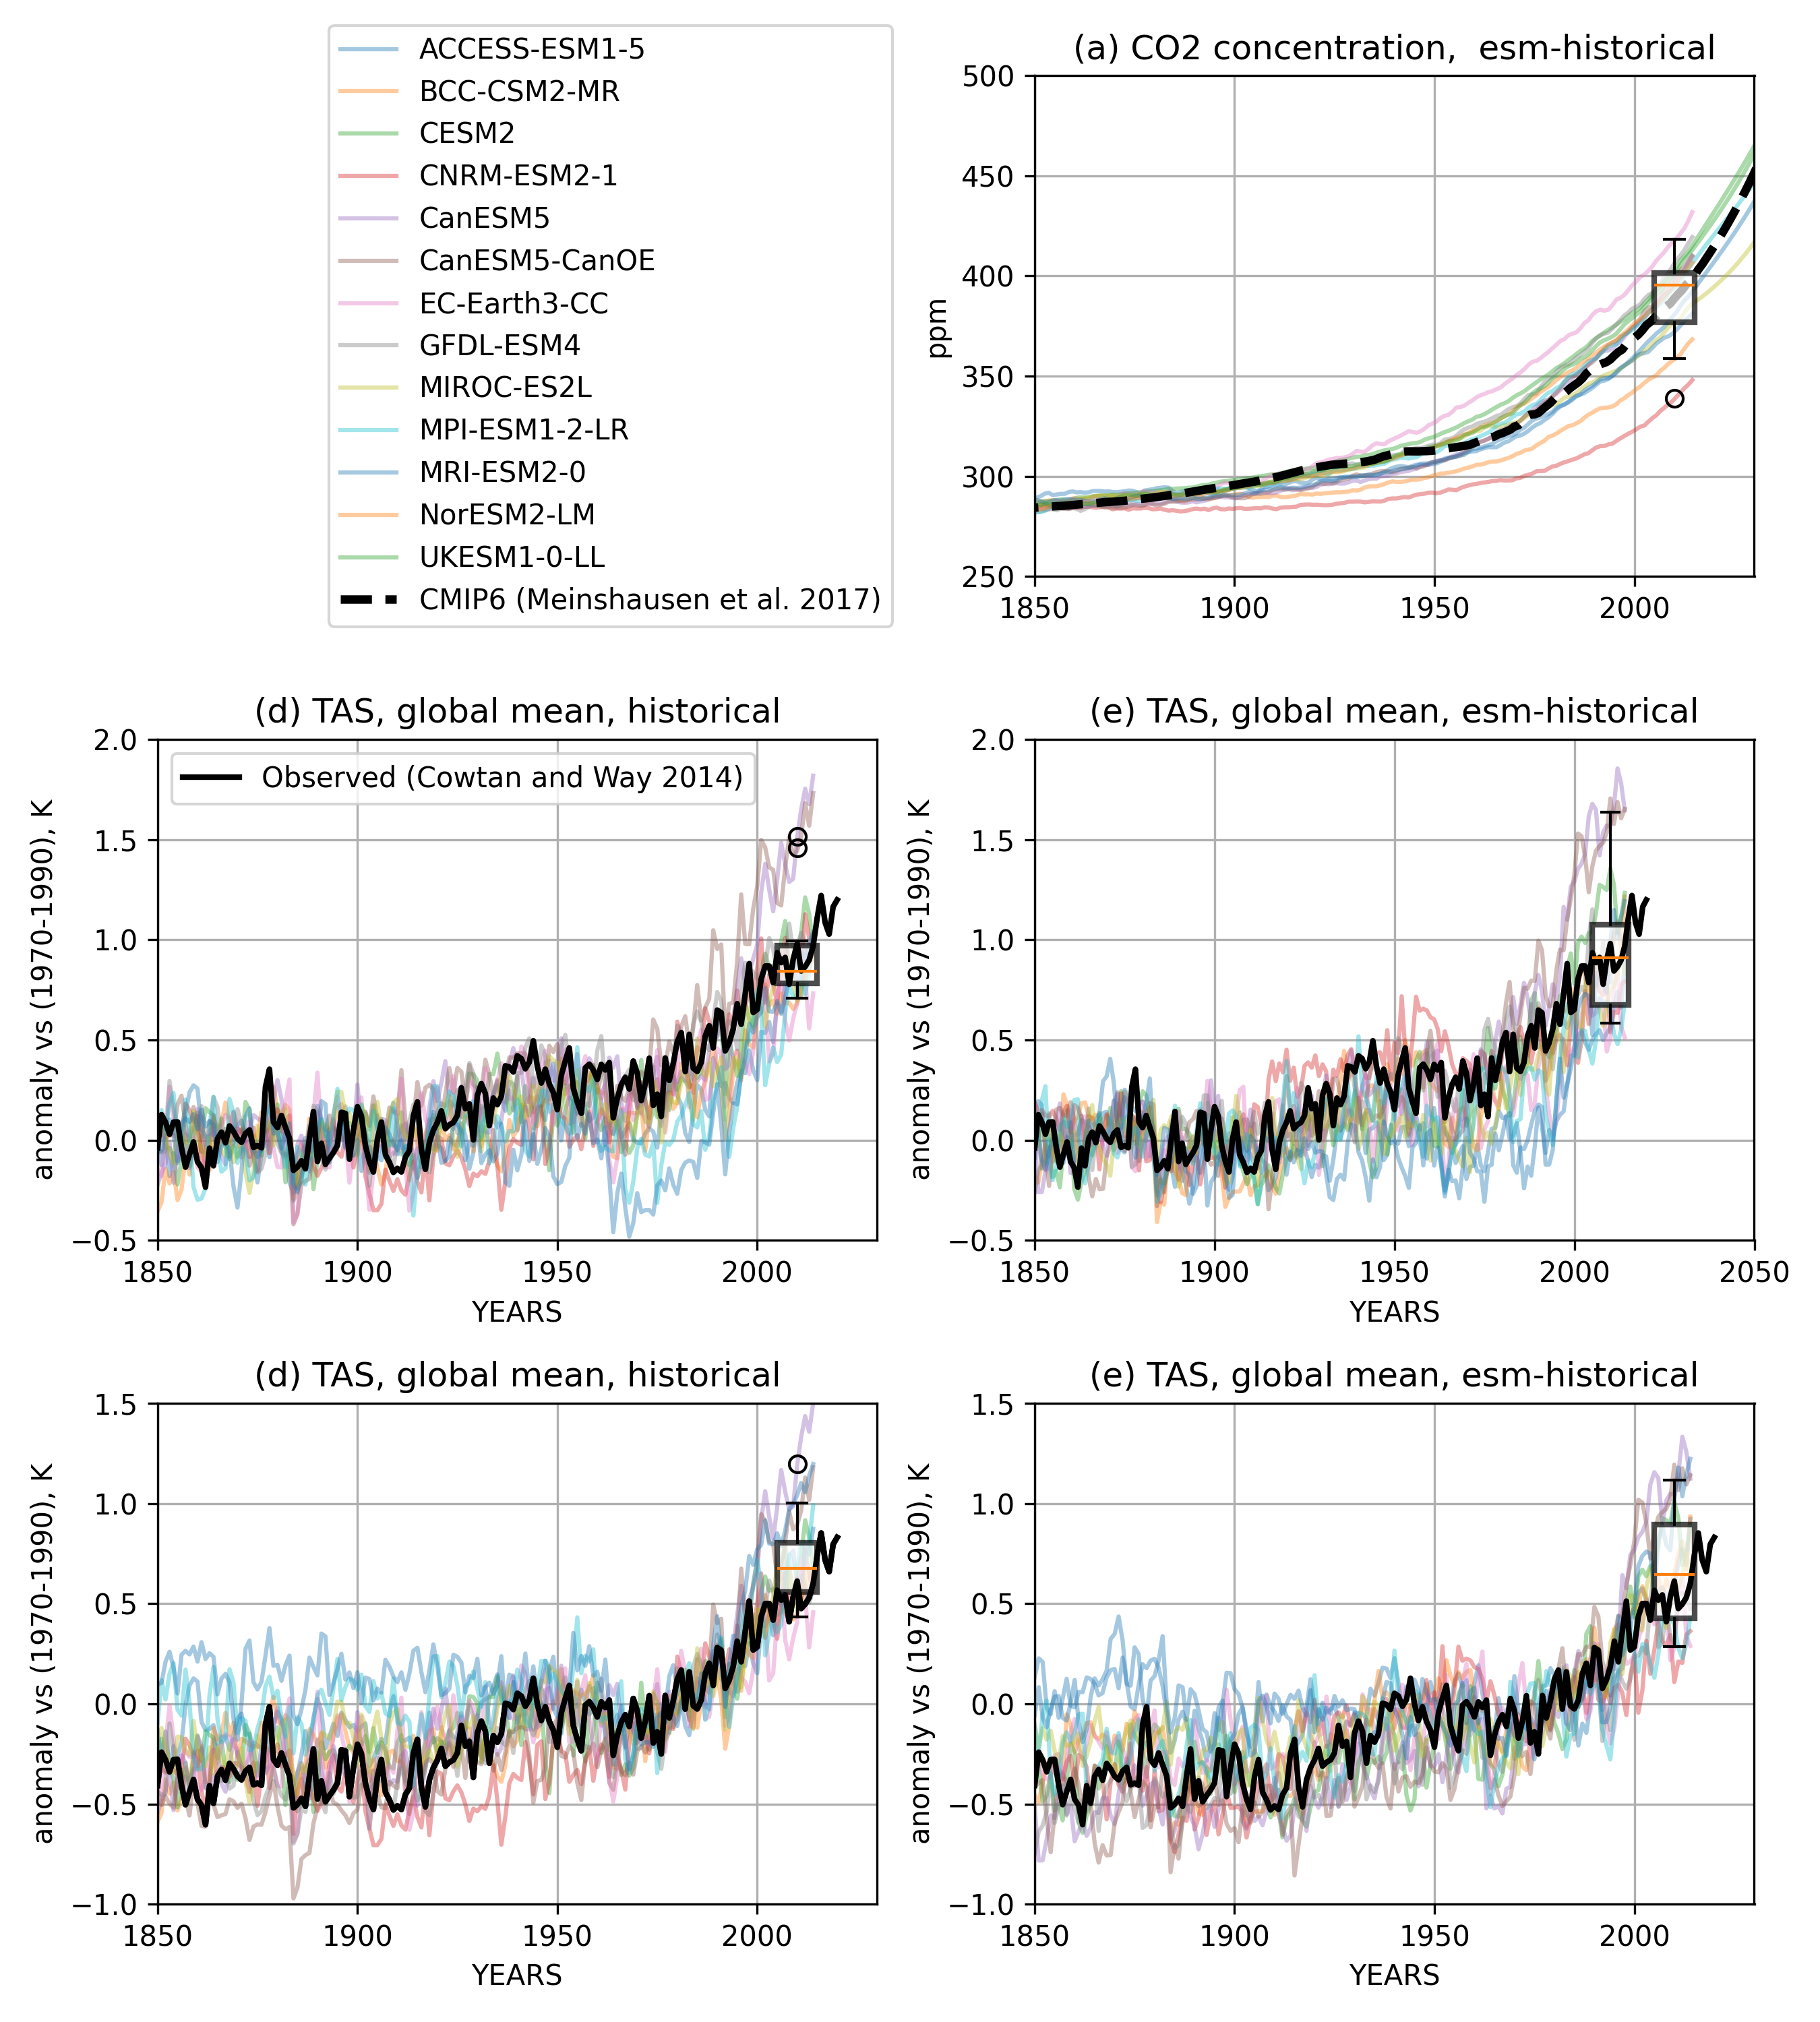 ACCESS-ESM1-5
BCC-CSM2-MR
CESM2
CNRM-ESM2-1
CanESM5
CanESM5-CanOE
EC-Earth3-CC
GFDL-ESM4
MIROC-ES2L
MPI-ESM1-2-LR
MRI-ESM2-0
NorESM2-LM
UKESM1-0-LL
CMIP6 (Meinshausen et al. 2017)
(a) CO2 concentration,  esm-historical
500
450
400
350
300
250
ppm
1850 1900 1950 2000
(d) TAS, global mean, historical
Observed (Cowtan and Way 2014)
2.0
1.5
1.0
0.5
0.0
−0.5
anomaly vs (1970-1990), K
1850 1900 1950 2000
YEARS
(e) TAS, global mean, esm-historical
2.0
1.5
1.0
0.5
0.0
−0.5
anomaly vs (1970-1990), K
1850 1900 1950 2000 2050
YEARS
(d) TAS, global mean, historical
1.5
1.0
0.5
0.0
−0.5
−1.0
anomaly vs (1970-1990), K
1850 1900 1950 2000
YEARS
(e) TAS, global mean, esm-historical
1.5
1.0
0.5
0.0
−0.5
−1.0
anomaly vs (1970-1990), K
1850 1900 1950 2000
YEARS